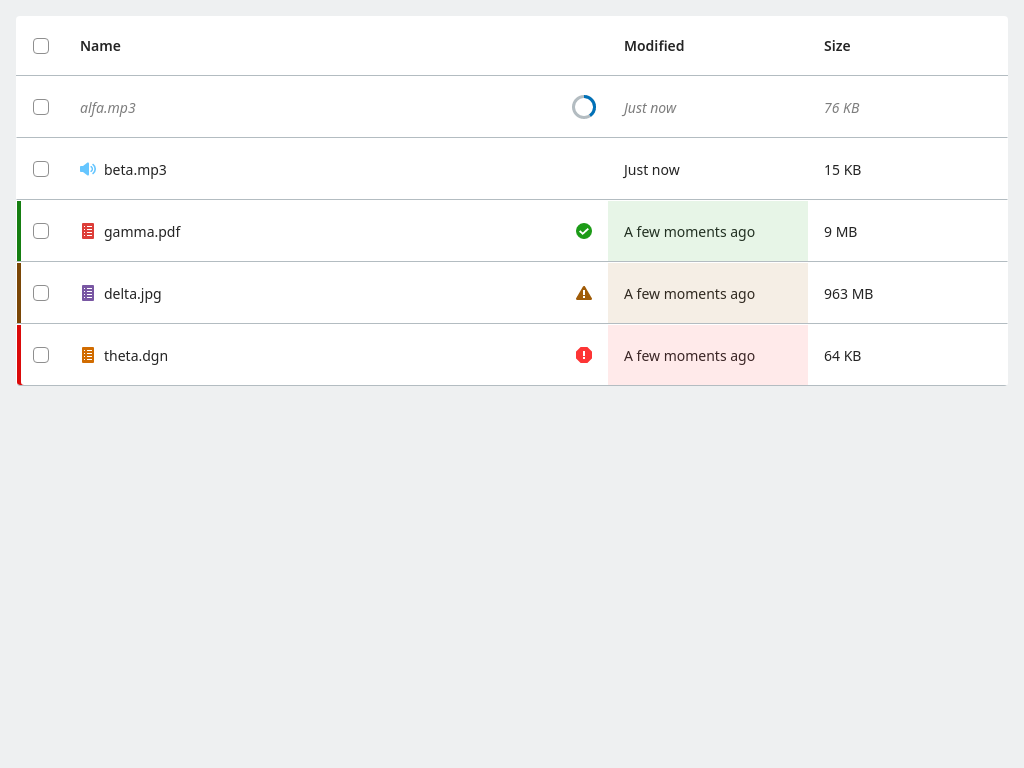 Name Modified Size
alfa.mp3 Just now 76 KB
beta.mp3 Just now 15 KB
gamma.pdf A few moments ago 9 MB
delta.jpg A few moments ago 963 MB
theta.dgn A few moments ago 64 KB